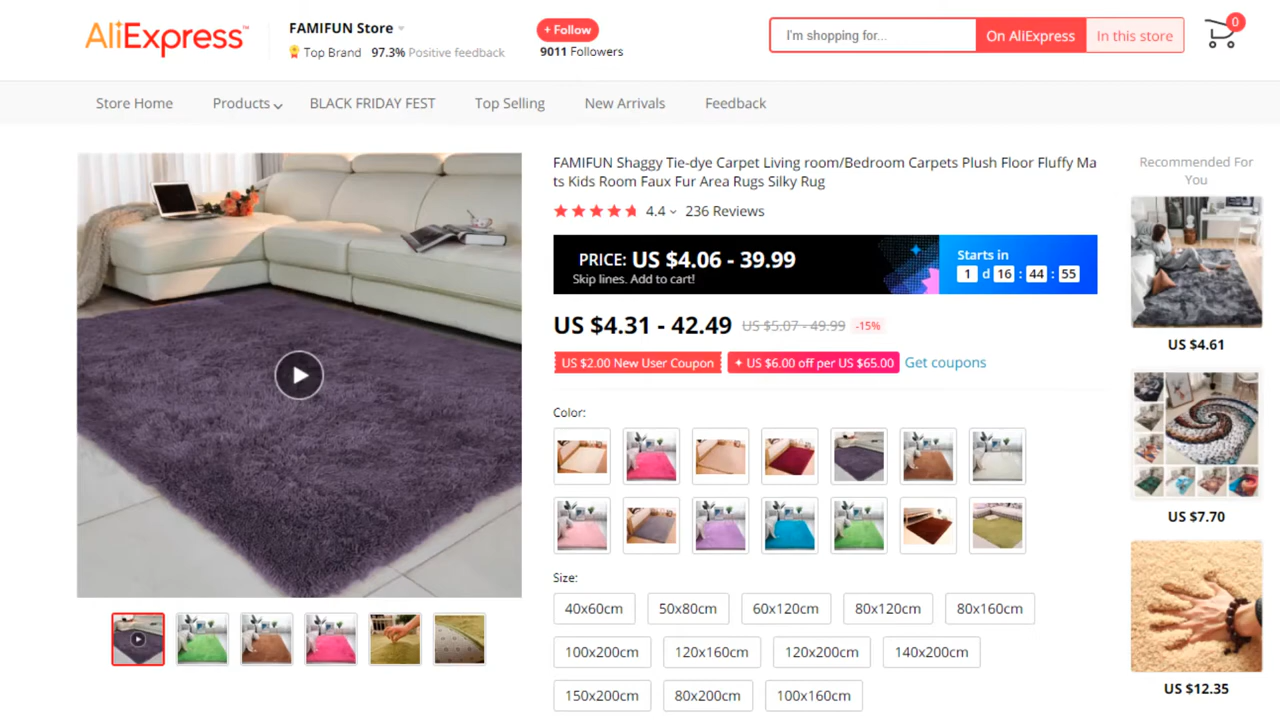 AliExpress™
FAMIFUN Store
Top Brand 97.3% Positive feedback
+ Follow
9011 Followers
I'm shopping for...
On AliExpress
In this store
0
Store Home
Products
BLACK FRIDAY FEST
Top Selling
New Arrivals
Feedback
FAMIFUN Shaggy Tie-dye Carpet Living room/Bedroom Carpets Plush Floor Fluffy Ma
ts Kids Room Faux Fur Area Rugs Silky Rug
4.4 236 Reviews
PRICE: US $4.06 - 39.99
Skip lines. Add to cart!
Starts in
1 d 16 : 44 : 55
US $4.31 - 42.49 US $5.07 - 49.99 -15%
US $2.00 New User Coupon
US $6.00 off per US $65.00
Get coupons
Color:
Size:
40x60cm 50x80cm 60x120cm 80x120cm 80x160cm
100x200cm 120x160cm 120x200cm 140x200cm
150x200cm 80x200cm 100x160cm
Recommended For
You
US $4.61
US $7.70
US $12.35